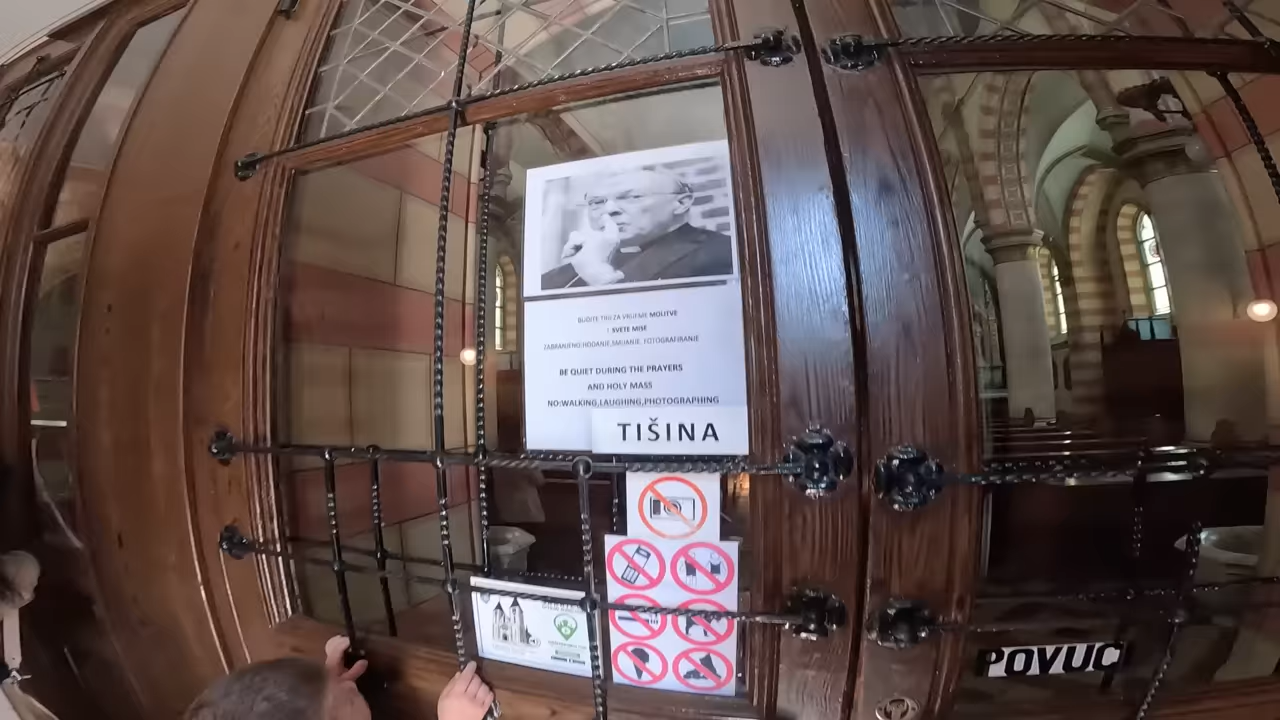 BUDITE TIHI ZA VRIJEME MOLITVE
I SVETE MISE
ZABRANJENO:HODANJE,SMIJANJE, FOTOGRAFIRANJE
BE QUIET DURING THE PRAYERS
AND HOLY MASS
NO:WALKING,LAUGHING,PHOTOGRAPHING
TIŠINA
POVUCI